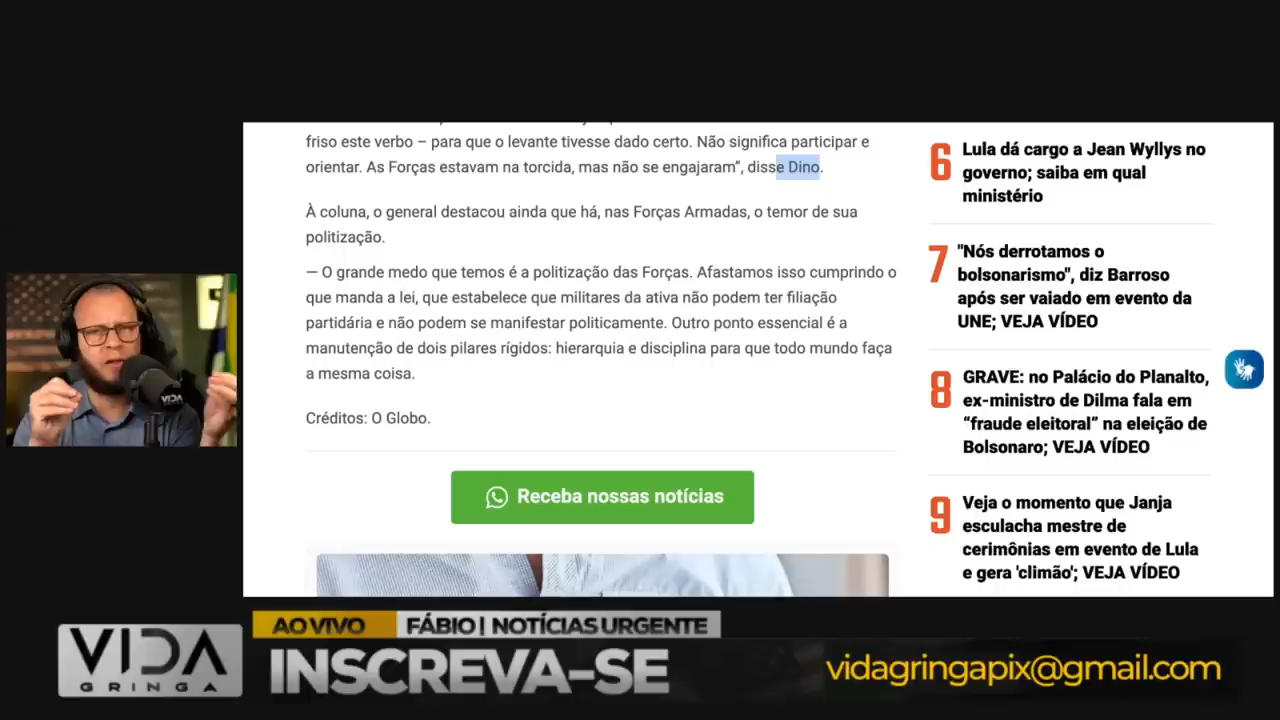 friso este verbo – para que o levante tivesse dado certo. Não significa participar e
orientar. As Forças estavam na torcida, mas não se engajaram”, disse Dino.
À coluna, o general destacou ainda que há, nas Forças Armadas, o temor de sua
politização.
— O grande medo que temos é a politização das Forças. Afastamos isso cumprindo o
que manda a lei, que estabelece que militares da ativa não podem ter filiação
partidária e não podem se manifestar politicamente. Outro ponto essencial é a
manutenção de dois pilares rígidos: hierarquia e disciplina para que todo mundo faça
a mesma coisa.
Créditos: O Globo.
Receba nossas notícias
6
Lula dá cargo a Jean Wyllys no
governo; saiba em qual
ministério
7
"Nós derrotamos o
bolsonarismo", diz Barroso
após ser vaiado em evento da
UNE; VEJA VÍDEO
8
GRAVE: no Palácio do Planalto,
ex-ministro de Dilma fala em
“fraude eleitoral” na eleição de
Bolsonaro; VEJA VÍDEO
9
Veja o momento que Janja
esculacha mestre de
cerimônias em evento de Lula
e gera 'climão'; VEJA VÍDEO
VIDA
AO VIVO
FÁBIO | NOTÍCIAS URGENTE
VIDA
GRINGA
INSCREVA-SE
vidagringapix@gmail.com